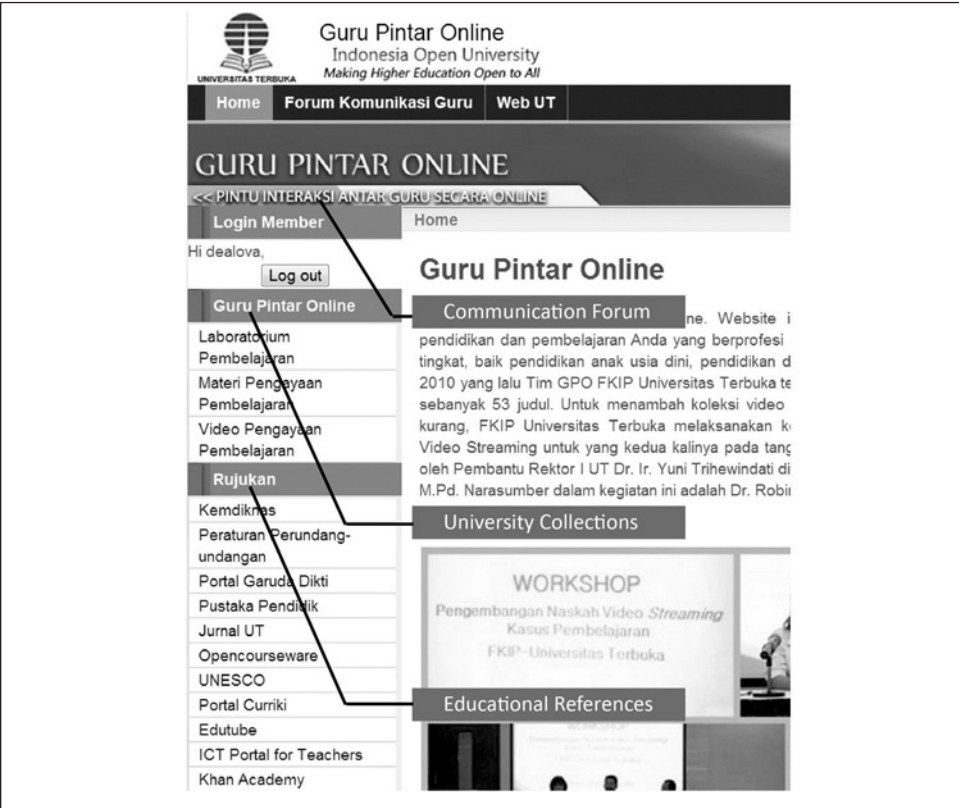 Guru Pintar Online
Indonesia Open University
Making Higher Education Open to All
UNIVERSITAS TERBUKA
Home Forum Komunikasi Guru Web UT
GURU PINTAR ONLINE
<< PINTU INTERAKSI ANTAR GURU SECARA ONLINE
Login Member
Hi dealova,
Log out
Guru Pintar Online
Laboratorium
Pembelajaran
Materi Pengayaan
Pembelajaran
Video Pengayaan
Pembelajaran
Rujukan
Kemdiknas
Peraturan Perundang-
undangan
Portal Garuda Dikti
Pustaka Pendidik
Jurnal UT
Opencourseware
UNESCO
Portal Curriki
Edutube
ICT Portal for Teachers
Khan Academy
Home
Guru Pintar Online
Communication Forum
ne. Website i
pendidikan dan pembelajaran Anda yang berprofesi
tingkat, baik pendidikan anak usia dini, pendidikan d
2010 yang lalu Tim GPO FKIP Universitas Terbuka te
sebanyak 53 judul. Untuk menambah koleksi video
kurang, FKIP Universitas Terbuka melaksanakan k
Video Streaming untuk yang kedua kalinya pada tang
oleh Pembantu Rektor I UT Dr. Ir. Yuni Trihewindati di
M.Pd. Narasumber dalam kegiatan ini adalah Dr. Robin
University Collections
WORKSHOP
Pengembangan Naskah Video Streaming
Kasus Pembelajaran
FKIP-Universitas Terbuka
Educational References
WORKSHOP